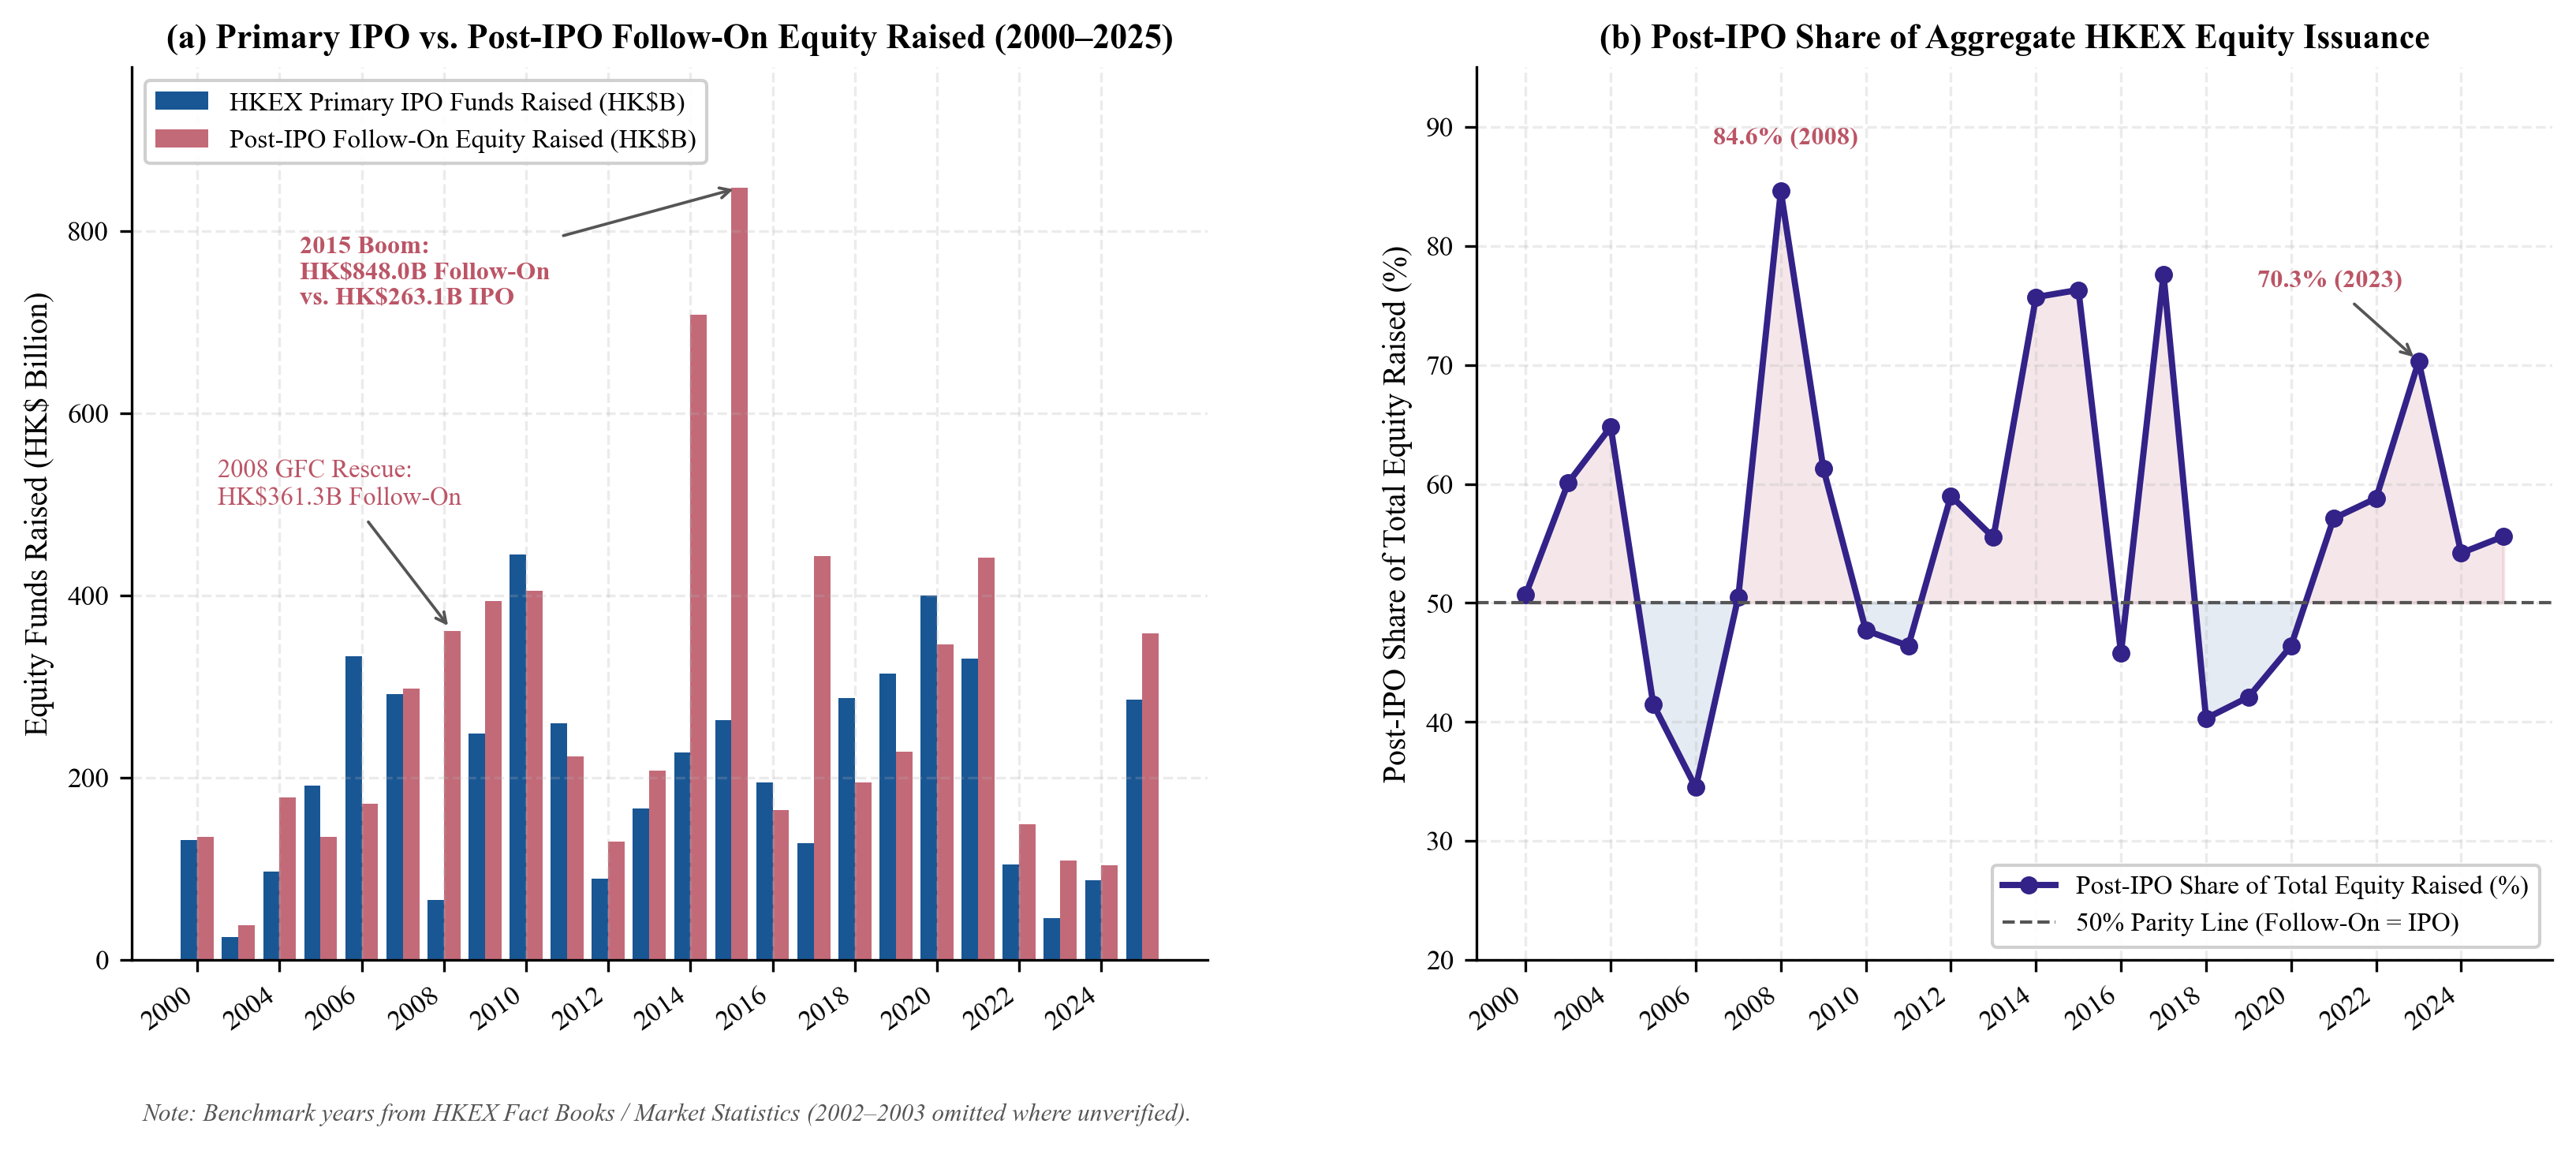 (a) Primary IPO vs. Post-IPO Follow-On Equity Raised (2000–2025)
HKEX Primary IPO Funds Raised (HK$B)
Post-IPO Follow-On Equity Raised (HK$B)
Equity Funds Raised (HK$ Billion)
800
600
400
200
0
2015 Boom:
HK$848.0B Follow-On
vs. HK$263.1B IPO
2008 GFC Rescue:
HK$361.3B Follow-On
2000
2004
2006
2008
2010
2012
2014
2016
2018
2020
2022
2024
Note: Benchmark years from HKEX Fact Books / Market Statistics (2002–2003 omitted where unverified).
(b) Post-IPO Share of Aggregate HKEX Equity Issuance
Post-IPO Share of Total Equity Raised (%)
90
80
70
60
50
40
30
20
84.6% (2008)
70.3% (2023)
Post-IPO Share of Total Equity Raised (%)
50% Parity Line (Follow-On = IPO)
2000
2004
2006
2008
2010
2012
2014
2016
2018
2020
2022
2024